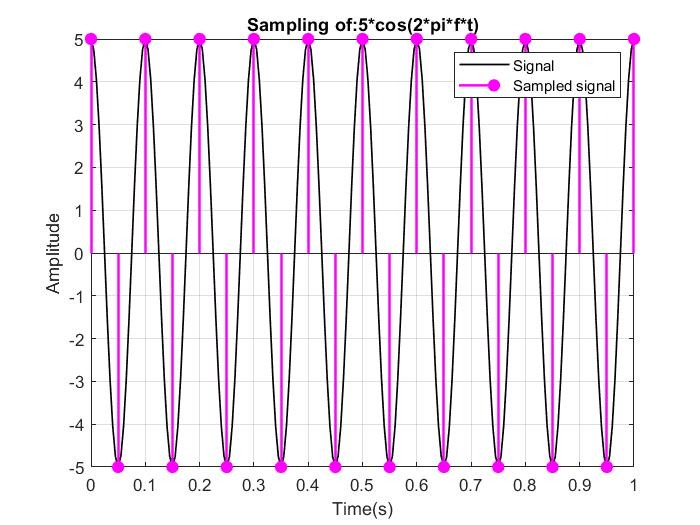 Sampling of:5*cos(2*pi*f*t)
Signal
Sampled signal
5
4
3
2
1
0
-1
-2
-3
-4
-5
Amplitude
0 0.1 0.2 0.3 0.4 0.5 0.6 0.7 0.8 0.9 1
Time(s)